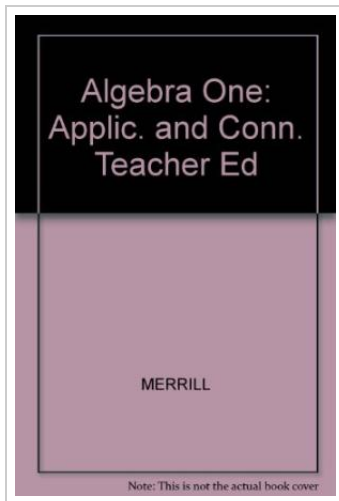 Algebra One:
Applic. and Conn.
Teacher Ed
MERRILL
Note: This is not the actual book cover